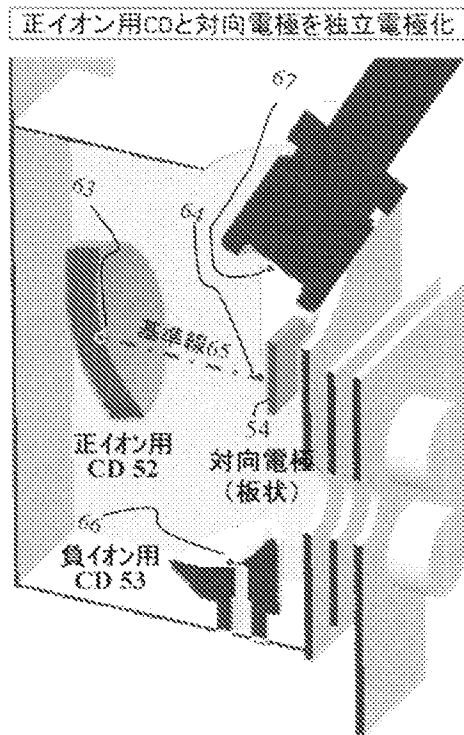 正イオン用CDと対向電極を独立電極化
67
63
64
基準線65
54
正イオン用
CD 52
対向電極
(板状)
66
負イオン用
CD 53